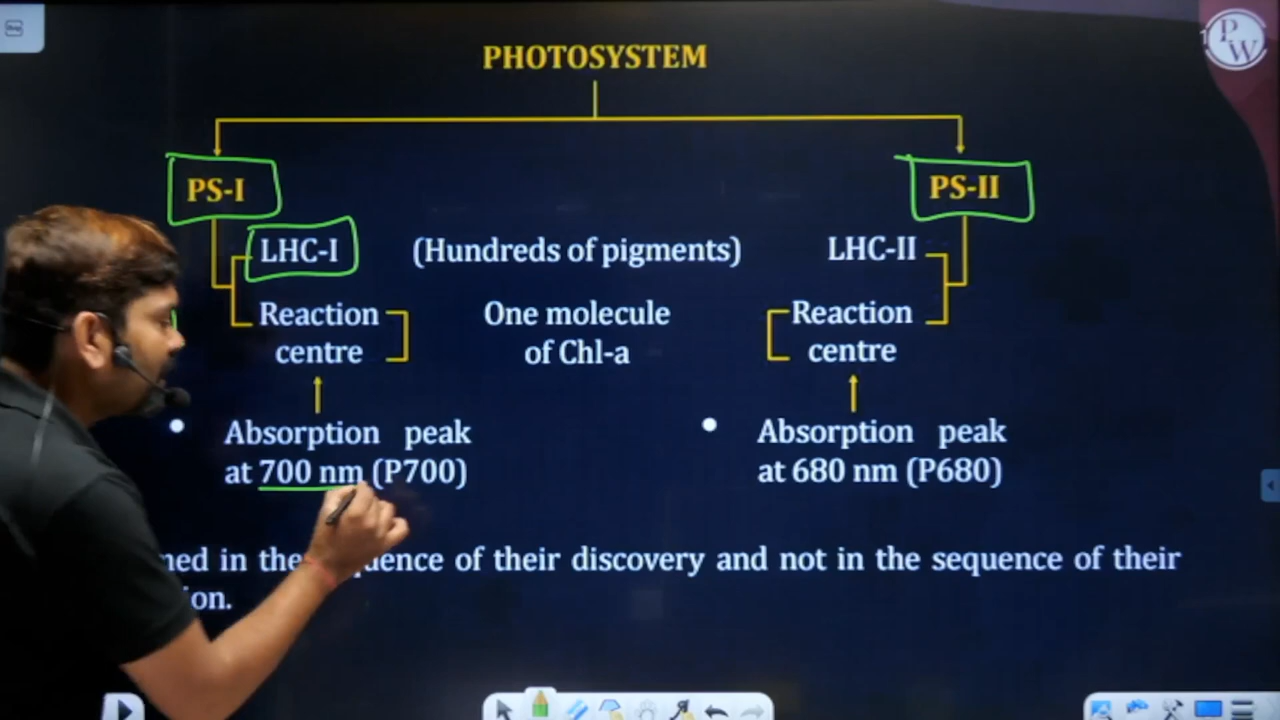 PHOTOSYSTEM
PS-I
PS-II
LHC-I (Hundreds of pigments) LHC-II
Reaction centre
One molecule of Chl-a
Reaction centre
• Absorption peak
at 700 nm (P700)
• Absorption peak
at 680 nm (P680)
in the of their discovery and not in the sequence of their
PW